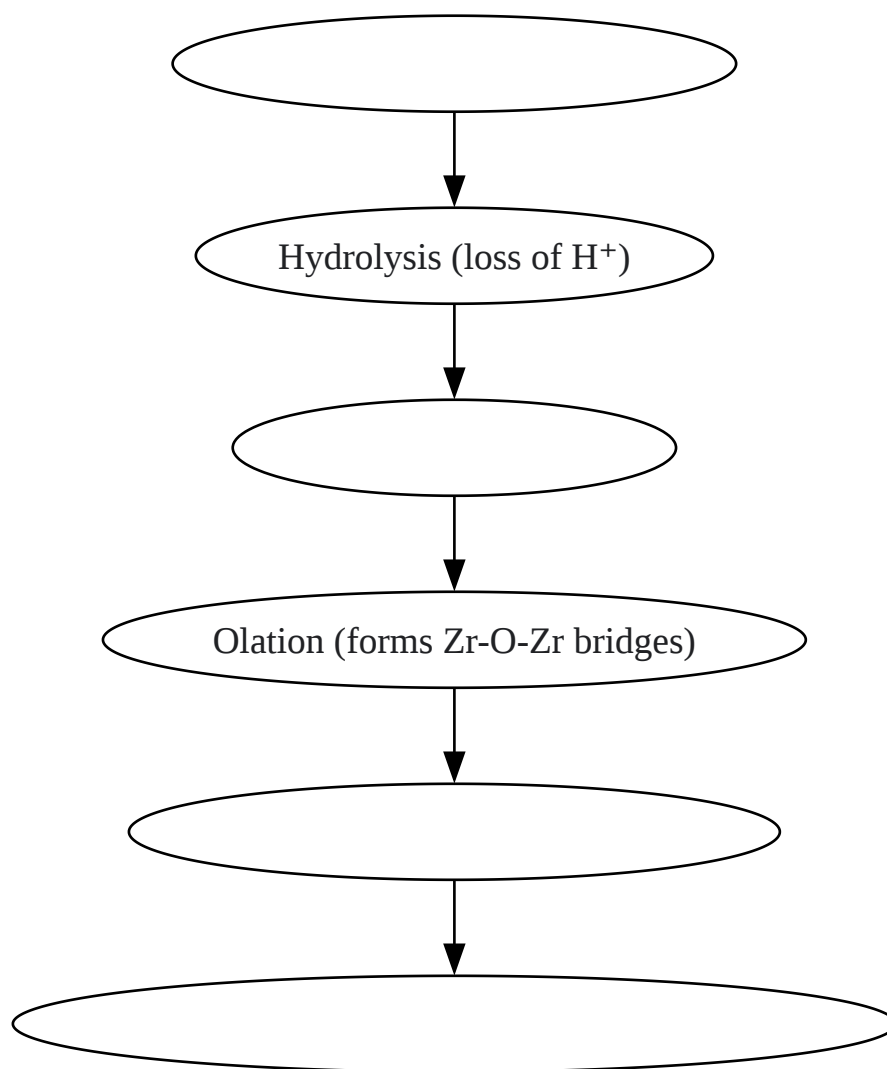 Hydrolysis (loss of H⁺)
Olation (forms Zr-O-Zr bridges)